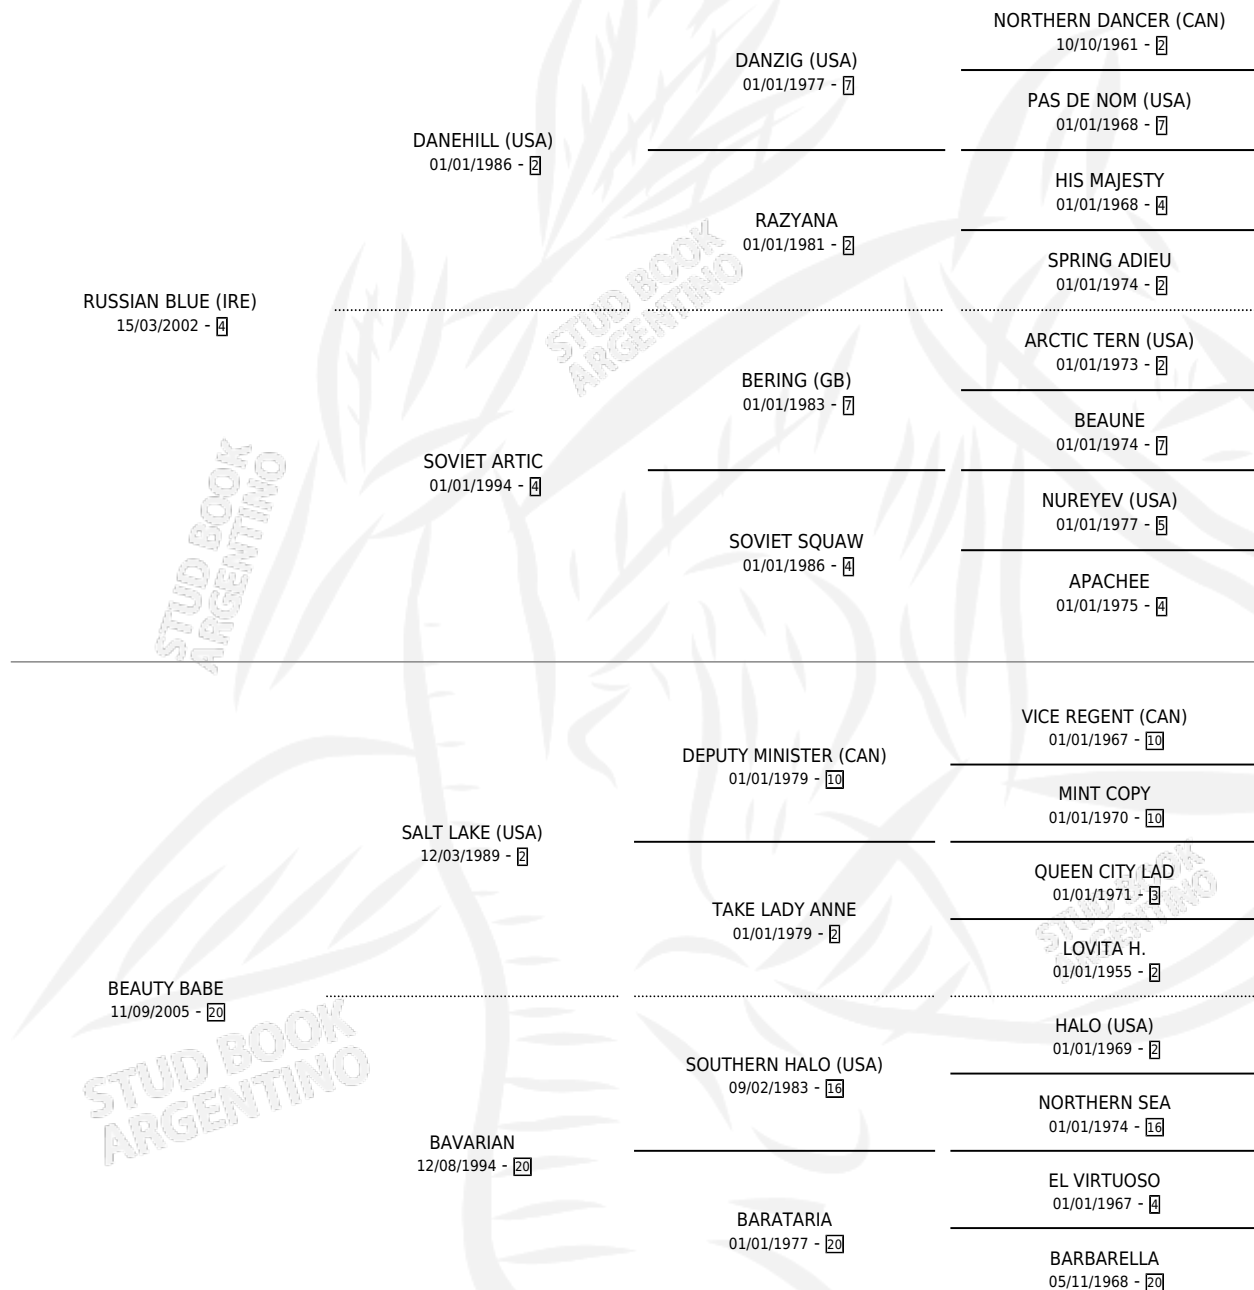 NORTHERN DANCER (CAN)
10/10/1961 - 2
DANZIG (USA)
01/01/1977 - 7
PAS DE NOM (USA)
01/01/1968 - 7
DANEHILL (USA)
01/01/1986 - 2
HIS MAJESTY
01/01/1968 - 4
RAZYANA
01/01/1981 - 2
SPRING ADIEU
01/01/1974 - 2
RUSSIAN BLUE (IRE)
15/03/2002 - 4
ARCTIC TERN (USA)
01/01/1973 - 2
BERING (GB)
01/01/1983 - 7
BEAUNE
01/01/1974 - 7
SOVIET ARTIC
01/01/1994 - 4
NUREYEV (USA)
01/01/1977 - 5
SOVIET SQUAW
01/01/1986 - 4
APACHEE
01/01/1975 - 4
VICE REGENT (CAN)
01/01/1967 - 10
DEPUTY MINISTER (CAN)
01/01/1979 - 10
MINT COPY
01/01/1970 - 10
SALT LAKE (USA)
12/03/1989 - 2
QUEEN CITY LAD
01/01/1971 - 3
TAKE LADY ANNE
01/01/1979 - 2
LOVITA H.
01/01/1955 - 2
BEAUTY BABE
11/09/2005 - 20
HALO (USA)
01/01/1969 - 2
SOUTHERN HALO (USA)
09/02/1983 - 16
NORTHERN SEA
01/01/1974 - 16
BAVARIAN
12/08/1994 - 20
EL VIRTUOSO
01/01/1967 - 4
BARATARIA
01/01/1977 - 20
BARBARELLA
05/11/1968 - 20
STUD BOOK
ARGENTINO
STUD BOOK
ARGENTINO
STUD BOOK
ARGENTINO
STUD BOOK
ARGENTINO